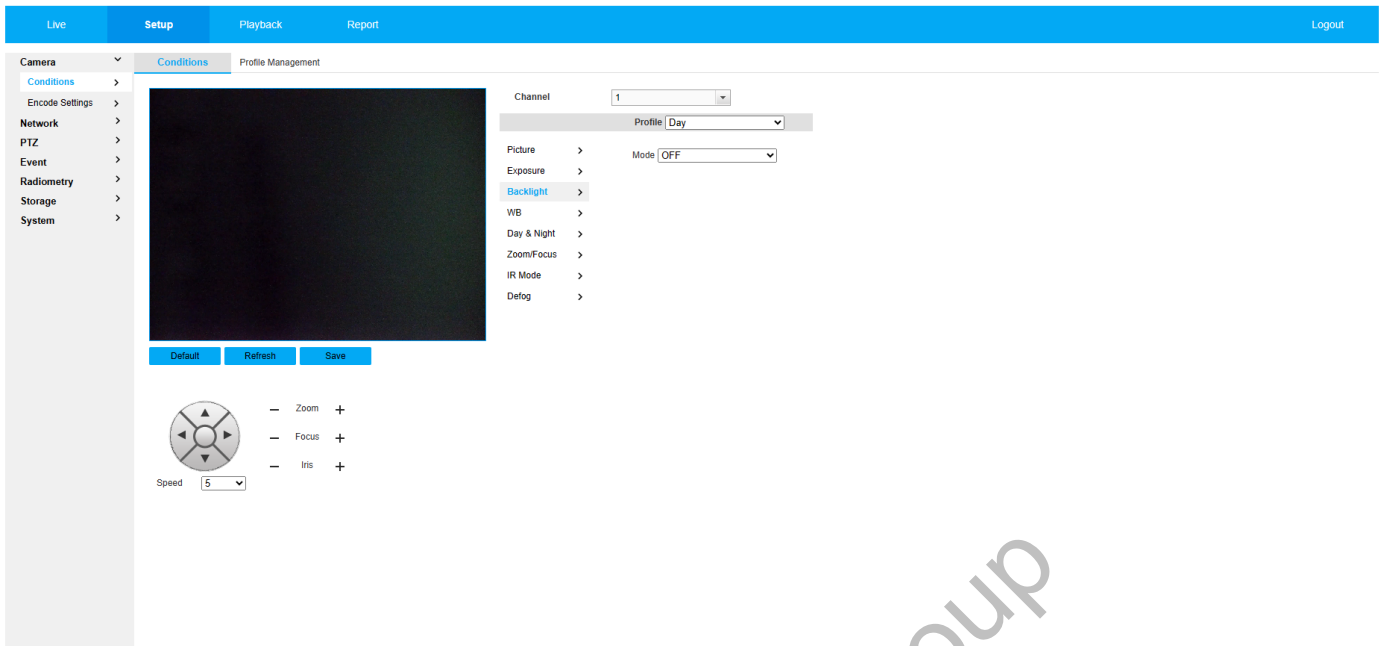 Live Setup Playback Report Logout
Camera
Conditions
Encode Settings
Network
PTZ
Event
Radiometry
Storage
System
Conditions Profile Management
Channel 1
Profile Day
Picture
Exposure
Backlight
WB
Day & Night
Zoom/Focus
IR Mode
Defog
Mode OFF
Default Refresh Save
Zoom
Focus
Iris
Speed 5